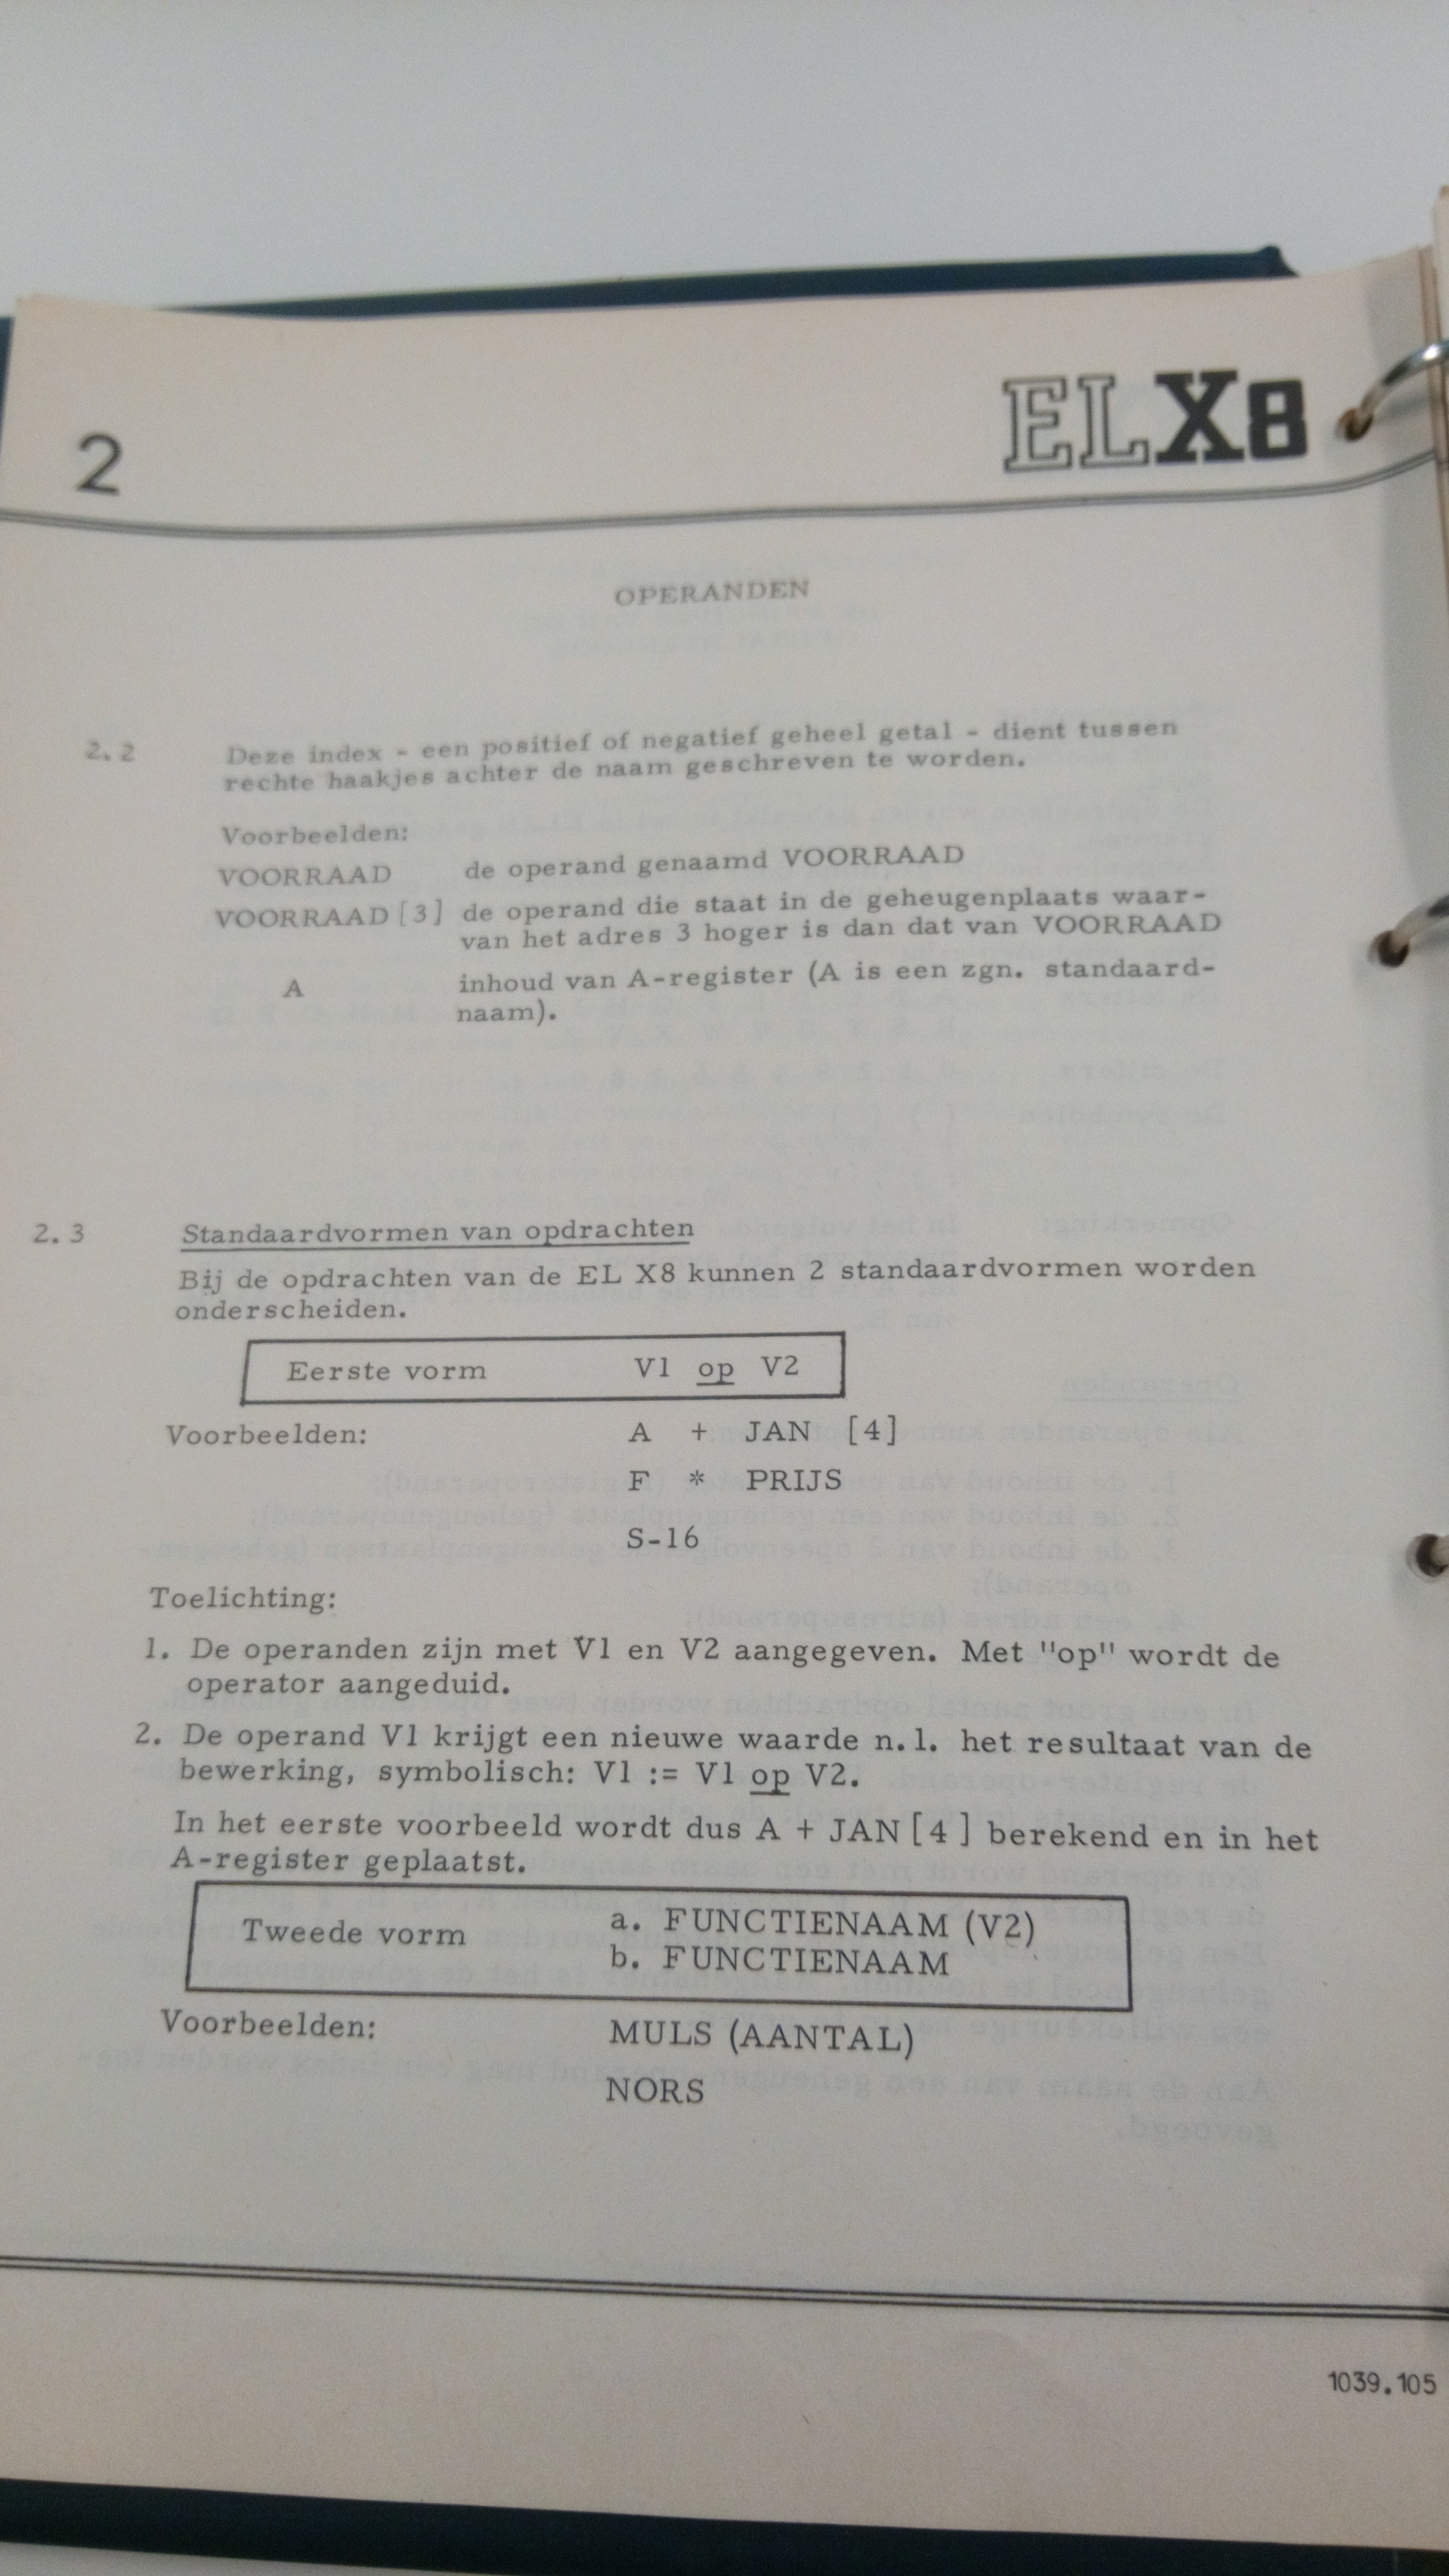 2
ELX8
OPERANDEN
2.2 Deze index - een positief of negatief geheel getal - dient tussen
rechte haakjes achter de naam geschreven te worden.
Voorbeelden:
VOORRAAD de operand genaamd VOORRAAD
VOORRAAD [3] de operand die staat in de geheugenplaats waar-
van het adres 3 hoger is dan dat van VOORRAAD
A inhoud van A-register (A is een zgn. standaard-
naam).
2.3 Standaardvormen van opdrachten
Bij de opdrachten van de EL X8 kunnen 2 standaardvormen worden
onderscheiden.
Eerste vorm V1 op V2
Voorbeelden: A + JAN [4]
F * PRIJS
S-16
Toelichting:
1. De operanden zijn met V1 en V2 aangegeven. Met "op" wordt de
operator aangeduid.
2. De operand V1 krijgt een nieuwe waarde n.l. het resultaat van de
bewerking, symbolisch: V1 := V1 op V2.
In het eerste voorbeeld wordt dus A + JAN [4] berekend en in het
A-register geplaatst.
Tweede vorm a. FUNCTIENAAM (V2)
b. FUNCTIENAAM
Voorbeelden: MULS (AANTAL)
NORS
1039.105